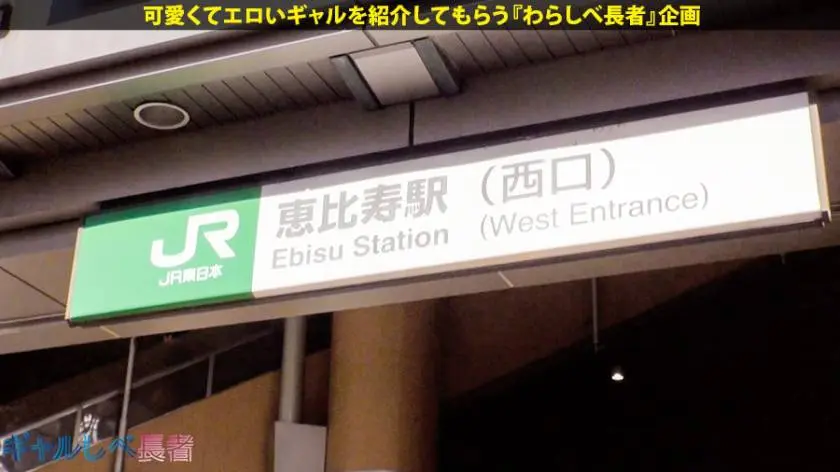 可愛くてエロいギャルを紹介してもらう『わらしべ長者』企画
JR
JR東日本
恵比寿駅（西口）
Ebisu Station (West Entrance)
ギャルしべ長者